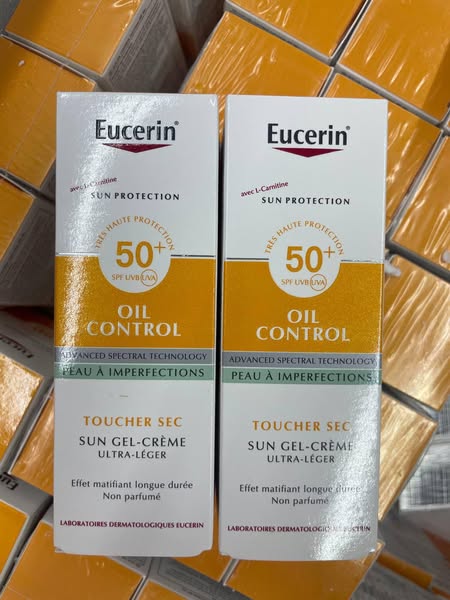 Eucerin®
avec L-Carnitine
SUN PROTECTION
TRÈS HAUTE PROTECTION
50+
SPF UVB UVA
OIL
CONTROL
ADVANCED SPECTRAL TECHNOLOGY
PEAU À IMPERFECTIONS
TOUCHER SEC
SUN GEL-CRÈME
ULTRA-LÉGER
Effet matifiant longue durée
Non parfumé
LABORATOIRES DERMATOLOGIQUES EUCERIN
Eucerin®
avec L-Carnitine
SUN PROTECTION
TRÈS HAUTE PROTECTION
50+
SPF UVB UVA
OIL
CONTROL
ADVANCED SPECTRAL TECHNOLOGY
PEAU À IMPERFECTIONS
TOUCHER SEC
SUN GEL-CRÈME
ULTRA-LÉGER
Effet matifiant longue durée
Non parfumé
LABORATOIRES DERMATOLOGIQUES EUCERIN